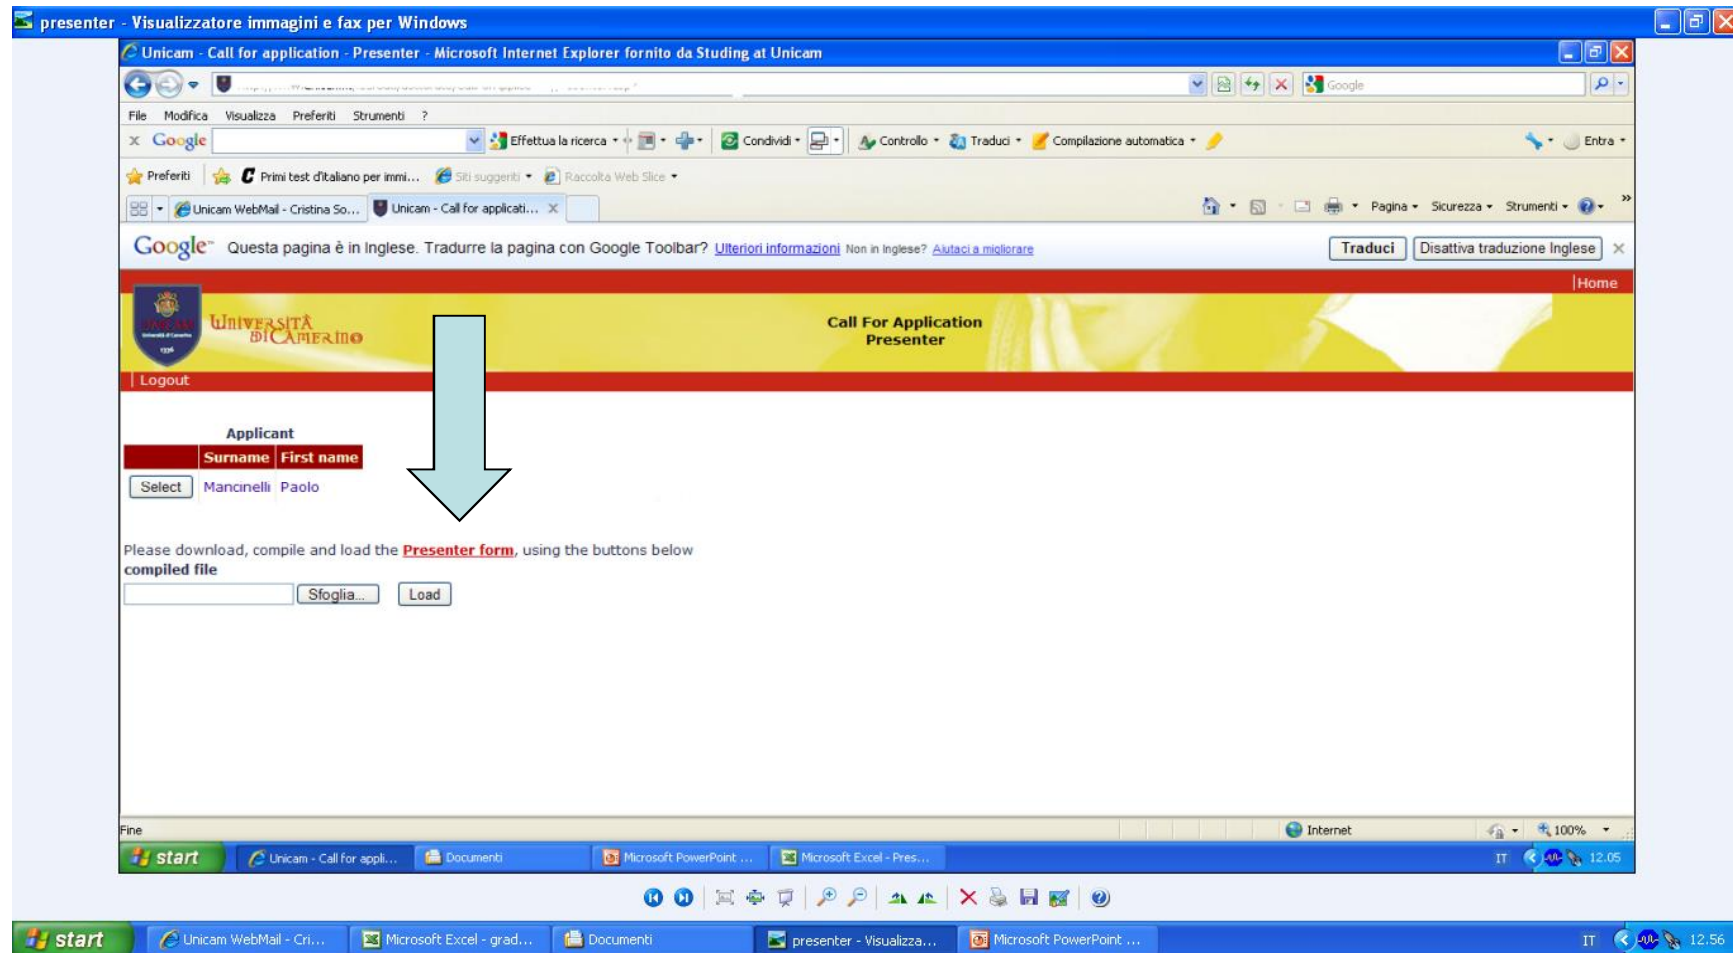 presenter - Visualizzatore immagini e fax per Windows
Unicam - Call for application - Presenter - Microsoft Internet Explorer fornito da Studing at Unicam
Google
File Modifica Visualizza Preferiti Strumenti ?
x Google Effettua la ricerca Condividi Controllo Traduci Compilazione automatica Entra
Preferiti Primi test d'italiano per immi... Siti suggeriti Raccolta Web Slice
Unicam WebMail - Cristina So... Unicam - Call for applicati... Pagina Sicurezza Strumenti »
Google™ Questa pagina è in Inglese. Tradurre la pagina con Google Toolbar? Ulteriori informazioni Non in Inglese? Aiutaci a migliorare Traduci Disattiva traduzione Inglese
|Home
UNICAM
Università di Camerino
1336
Università di Camerino
Call For Application
Presenter
| Logout
Applicant
Surname First name
Select Mancinelli Paolo
Please download, compile and load the Presenter form, using the buttons below
compiled file
Sfoglia... Load
Fine Internet 100%
start Unicam - Call for appli... Documenti Microsoft PowerPoint ... Microsoft Excel - Pres... IT 12.05
start Unicam WebMail - Cri... Microsoft Excel - grad... Documenti presenter - Visualizza... Microsoft PowerPoint ... IT 12.56